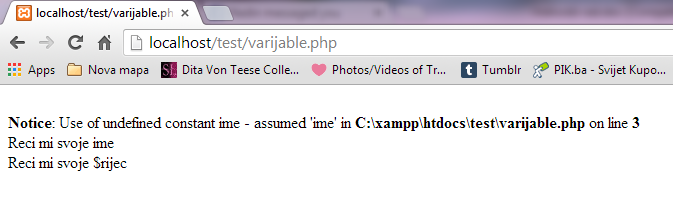 localhost/test/varijable.ph
localhost/test/varijable.php
Apps Nova mapa Dita Von Teese Colle... Photos/Videos of Tr... Tumblr PIK.ba - Svijet Kupo...
Notice: Use of undefined constant ime - assumed 'ime' in C:\xampp\htdocs\test\varijable.php on line 3
Reci mi svoje ime
Reci mi svoje $rijec